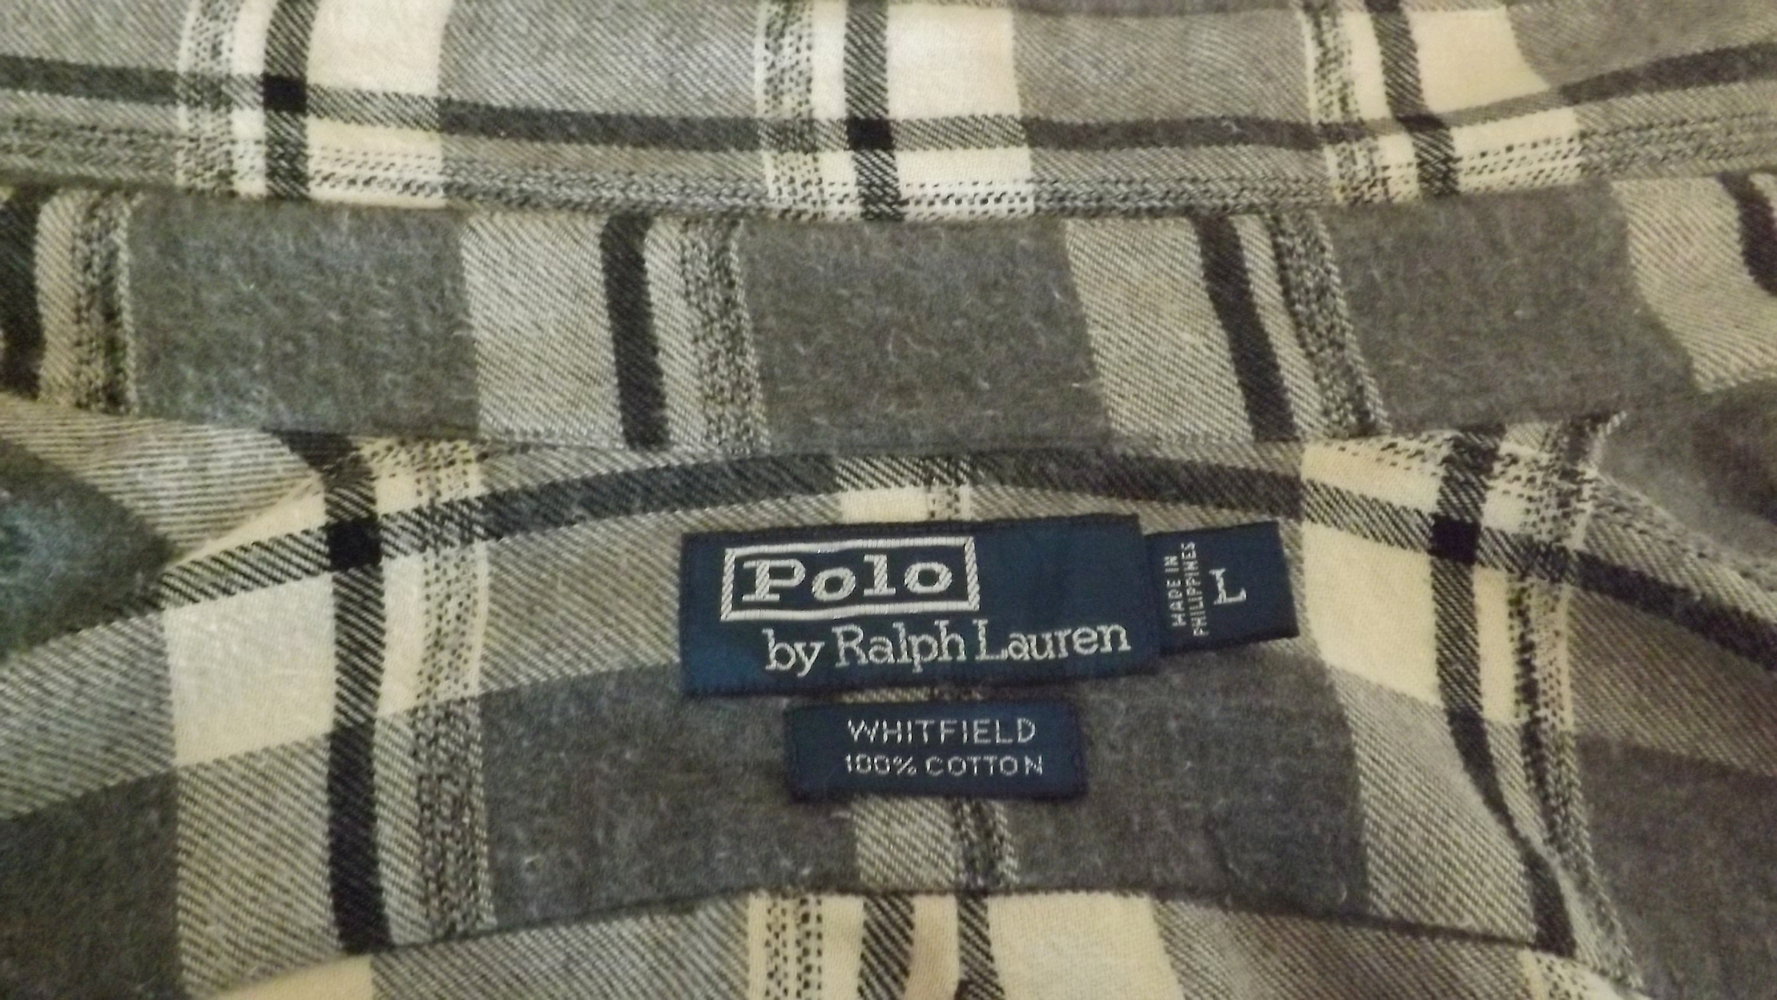 Polo
by Ralph Lauren
MADE IN
PHILIPPINES
L
WHITFIELD
100% COTTON